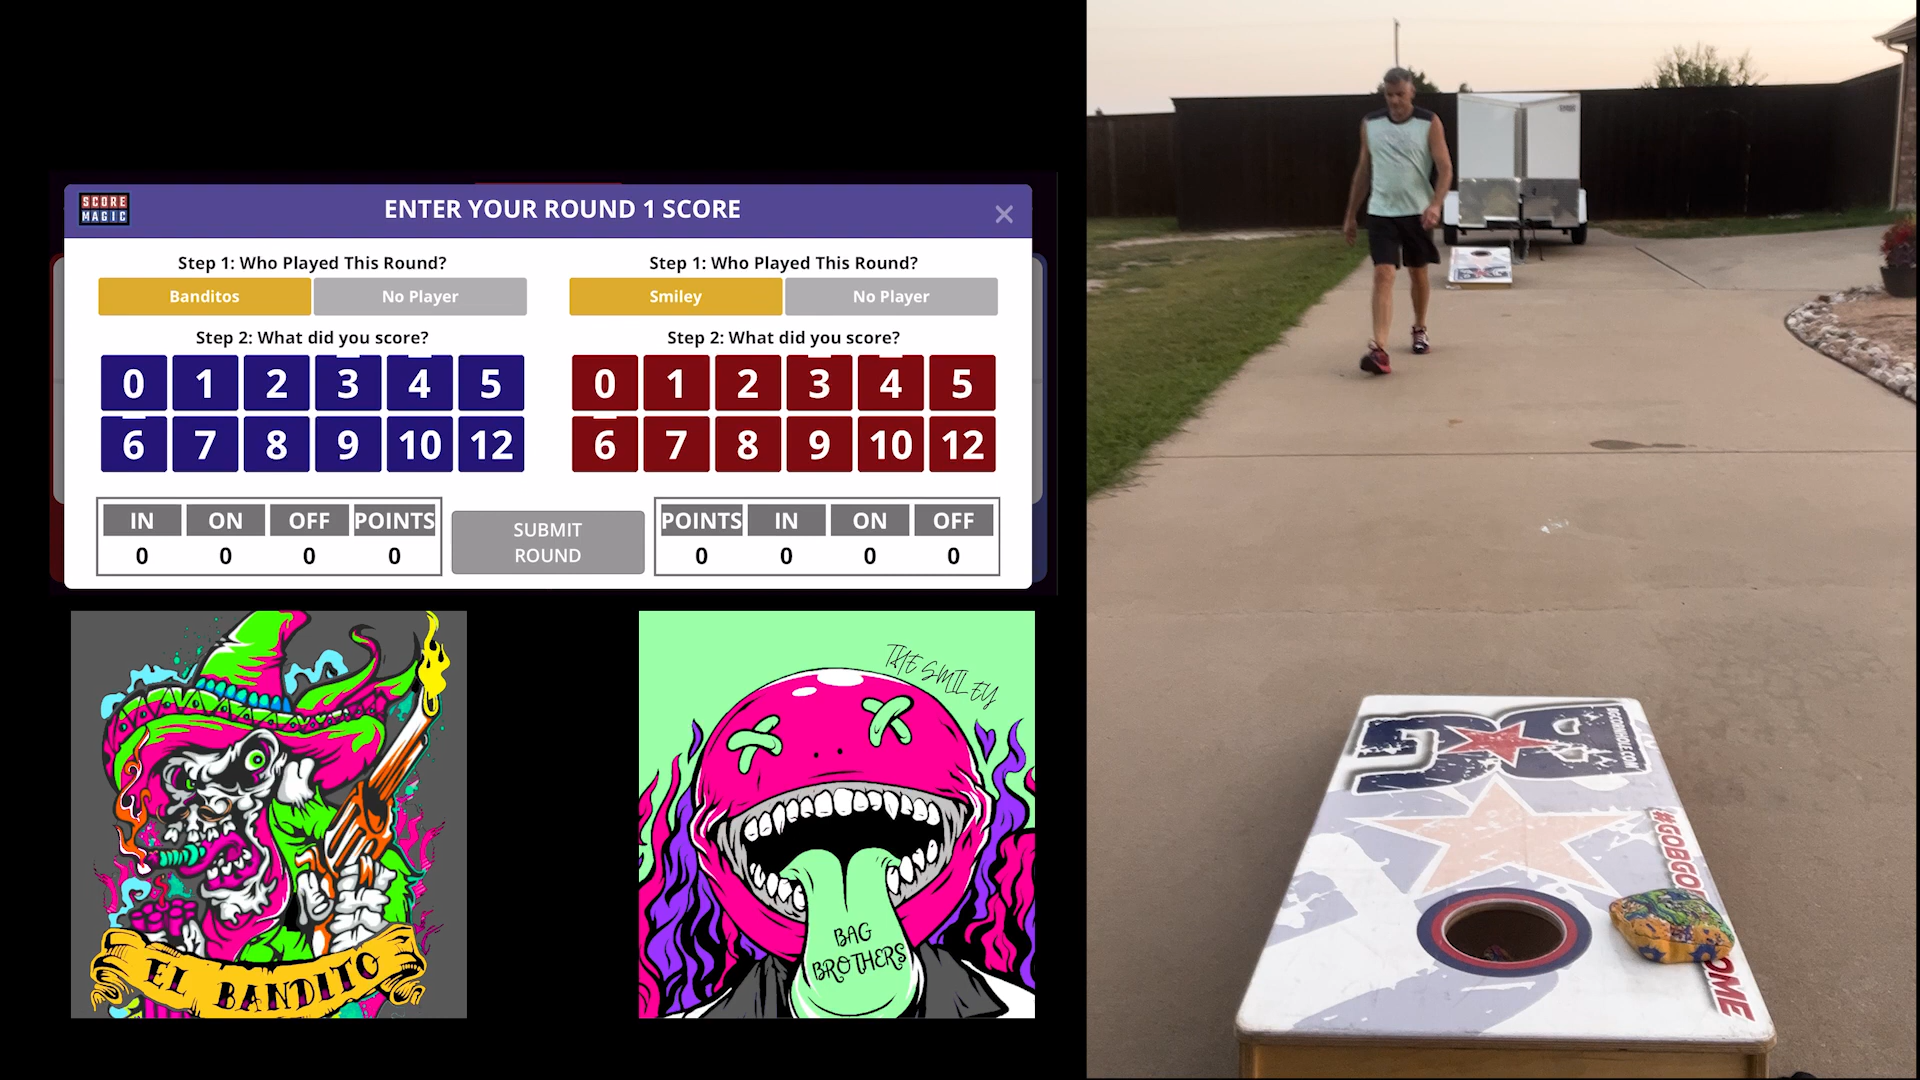 SCORE
MAGIC
ENTER YOUR ROUND 1 SCORE
×
Step 1: Who Played This Round?
Banditos No Player
Step 2: What did you score?
0 1 2 3 4 5
6 7 8 9 10 12
IN ON OFF POINTS
0 0 0 0
SUBMIT
ROUND
Step 1: Who Played This Round?
Smiley No Player
Step 2: What did you score?
0 1 2 3 4 5
6 7 8 9 10 12
POINTS IN ON OFF
0 0 0 0
EL BANDITO
THE SMILEY
BAG
BROTHERS
BG
BGCORNHOLE.COM